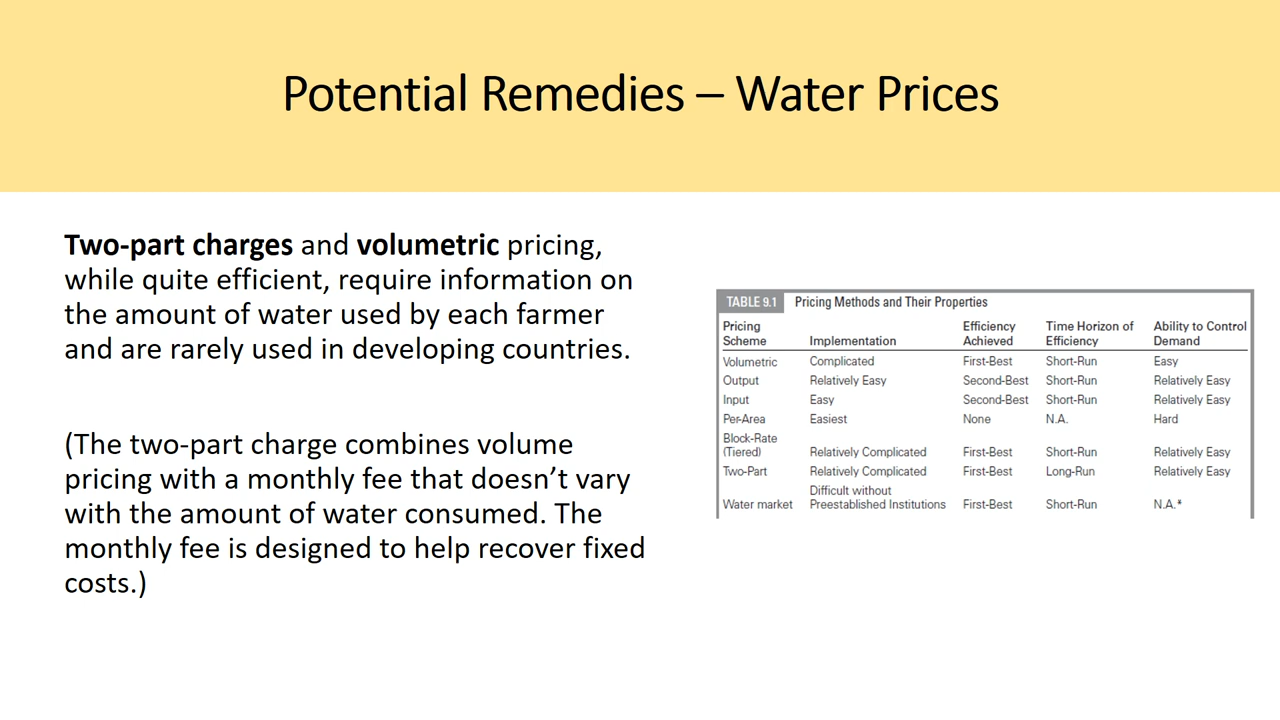 Potential Remedies – Water Prices
Two-part charges and volumetric pricing,
while quite efficient, require information on
the amount of water used by each farmer
and are rarely used in developing countries.
(The two-part charge combines volume
pricing with a monthly fee that doesn’t vary
with the amount of water consumed. The
monthly fee is designed to help recover fixed
costs.)
TABLE 9.1 Pricing Methods and Their Properties
Pricing Efficiency Time Horizon of Ability to Control
Scheme Implementation Achieved Efficiency Demand
Volumetric Complicated First-Best Short-Run Easy
Output Relatively Easy Second-Best Short-Run Relatively Easy
Input Easy Second-Best Short-Run Relatively Easy
Per-Area Easiest None N.A. Hard
Block-Rate
(Tiered) Relatively Complicated First-Best Short-Run Relatively Easy
Two-Part Relatively Complicated First-Best Long-Run Relatively Easy
Difficult without
Water market Preestablished Institutions First-Best Short-Run N.A.*